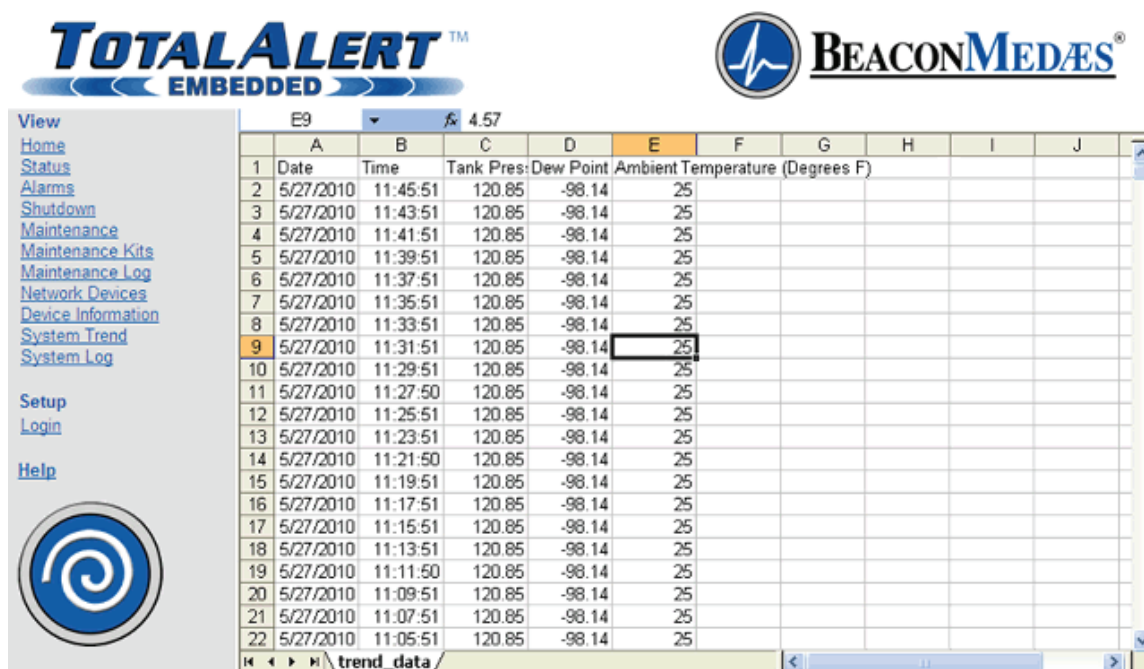 TOTALALERT™
EMBEDDED
BEACONMEDÆS®
View
Home
Status
Alarms
Shutdown
Maintenance
Maintenance Kits
Maintenance Log
Network Devices
Device Information
System Trend
System Log
Setup
Login
Help
E9 fx 4.57
A B C D E F G H I J
1 Date Time Tank Pres: Dew Point Ambient Temperature (Degrees F)
2 5/27/2010 11:45:51 120.85 -98.14 25
3 5/27/2010 11:43:51 120.85 -98.14 25
4 5/27/2010 11:41:51 120.85 -98.14 25
5 5/27/2010 11:39:51 120.85 -98.14 25
6 5/27/2010 11:37:51 120.85 -98.14 25
7 5/27/2010 11:35:51 120.85 -98.14 25
8 5/27/2010 11:33:51 120.85 -98.14 25
9 5/27/2010 11:31:51 120.85 -98.14 25
10 5/27/2010 11:29:51 120.85 -98.14 25
11 5/27/2010 11:27:50 120.85 -98.14 25
12 5/27/2010 11:25:51 120.85 -98.14 25
13 5/27/2010 11:23:51 120.85 -98.14 25
14 5/27/2010 11:21:50 120.85 -98.14 25
15 5/27/2010 11:19:51 120.85 -98.14 25
16 5/27/2010 11:17:51 120.85 -98.14 25
17 5/27/2010 11:15:51 120.85 -98.14 25
18 5/27/2010 11:13:51 120.85 -98.14 25
19 5/27/2010 11:11:50 120.85 -98.14 25
20 5/27/2010 11:09:51 120.85 -98.14 25
21 5/27/2010 11:07:51 120.85 -98.14 25
22 5/27/2010 11:05:51 120.85 -98.14 25
trend_data